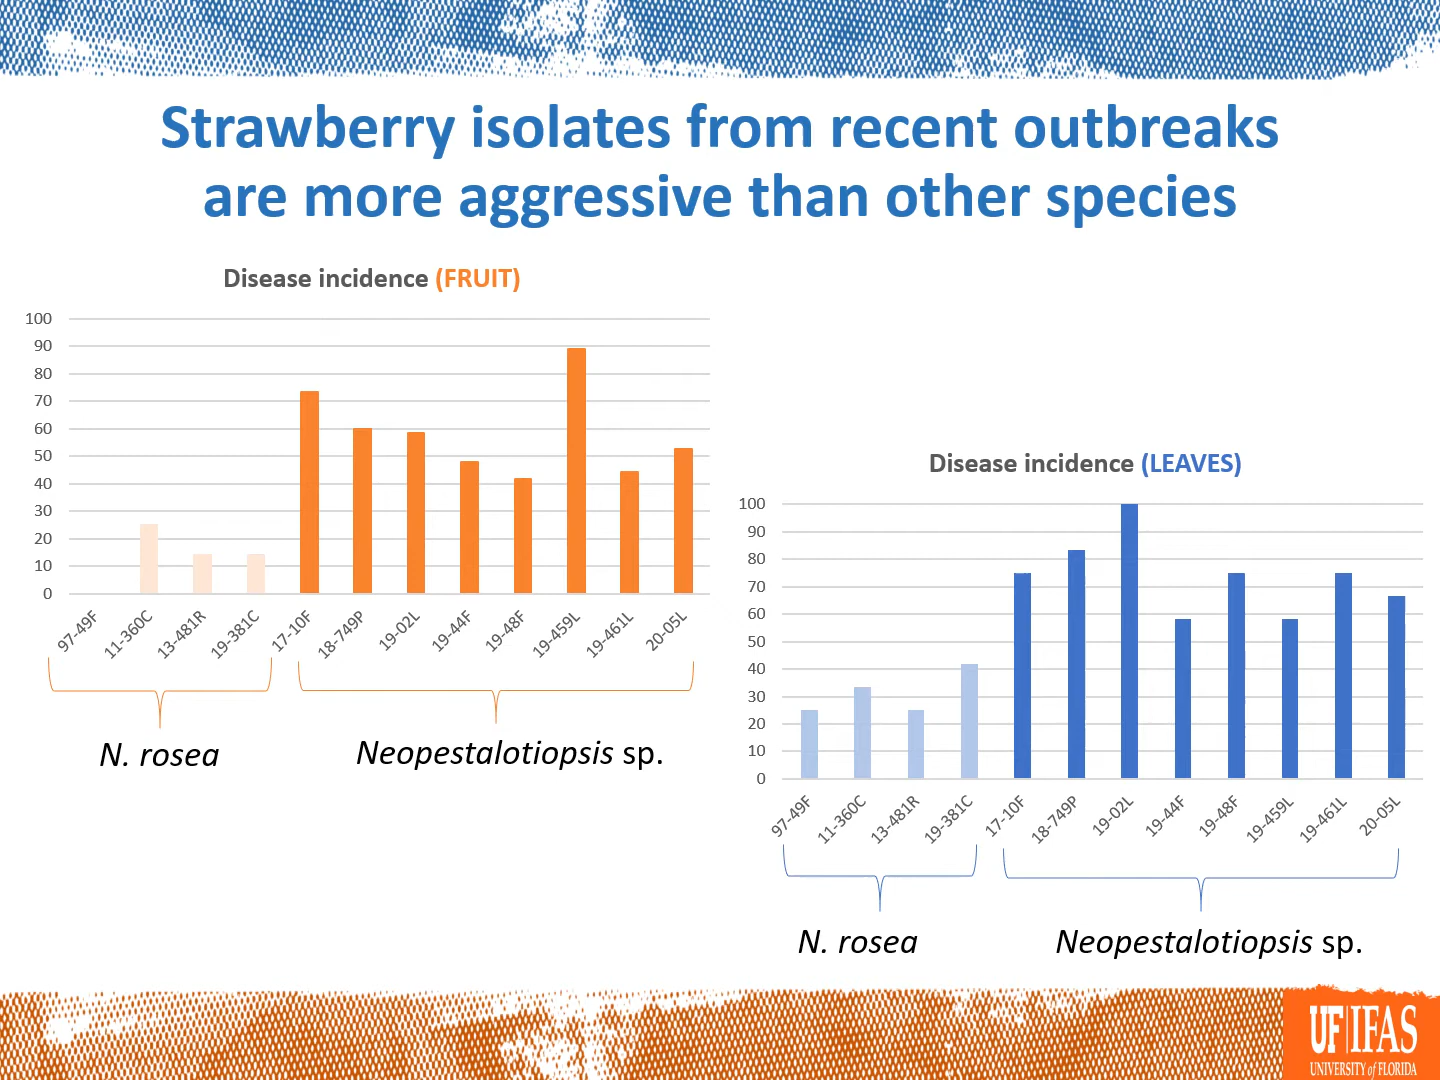 Strawberry isolates from recent outbreaks
are more aggressive than other species
Disease incidence (FRUIT)
100
90
80
70
60
50
40
30
20
10
0
97-49F
11-360C
13-481R
19-381C
17-10F
18-749P
19-02L
19-44F
19-48F
19-459L
19-461L
20-05L
N. rosea
Neopestalotiopsis sp.
Disease incidence (LEAVES)
100
90
80
70
60
50
40
30
20
10
0
97-49F
11-360C
13-481R
19-381C
17-10F
18-749P
19-02L
19-44F
19-48F
19-459L
19-461L
20-05L
N. rosea
Neopestalotiopsis sp.
UF|IFAS
UNIVERSITY of FLORIDA